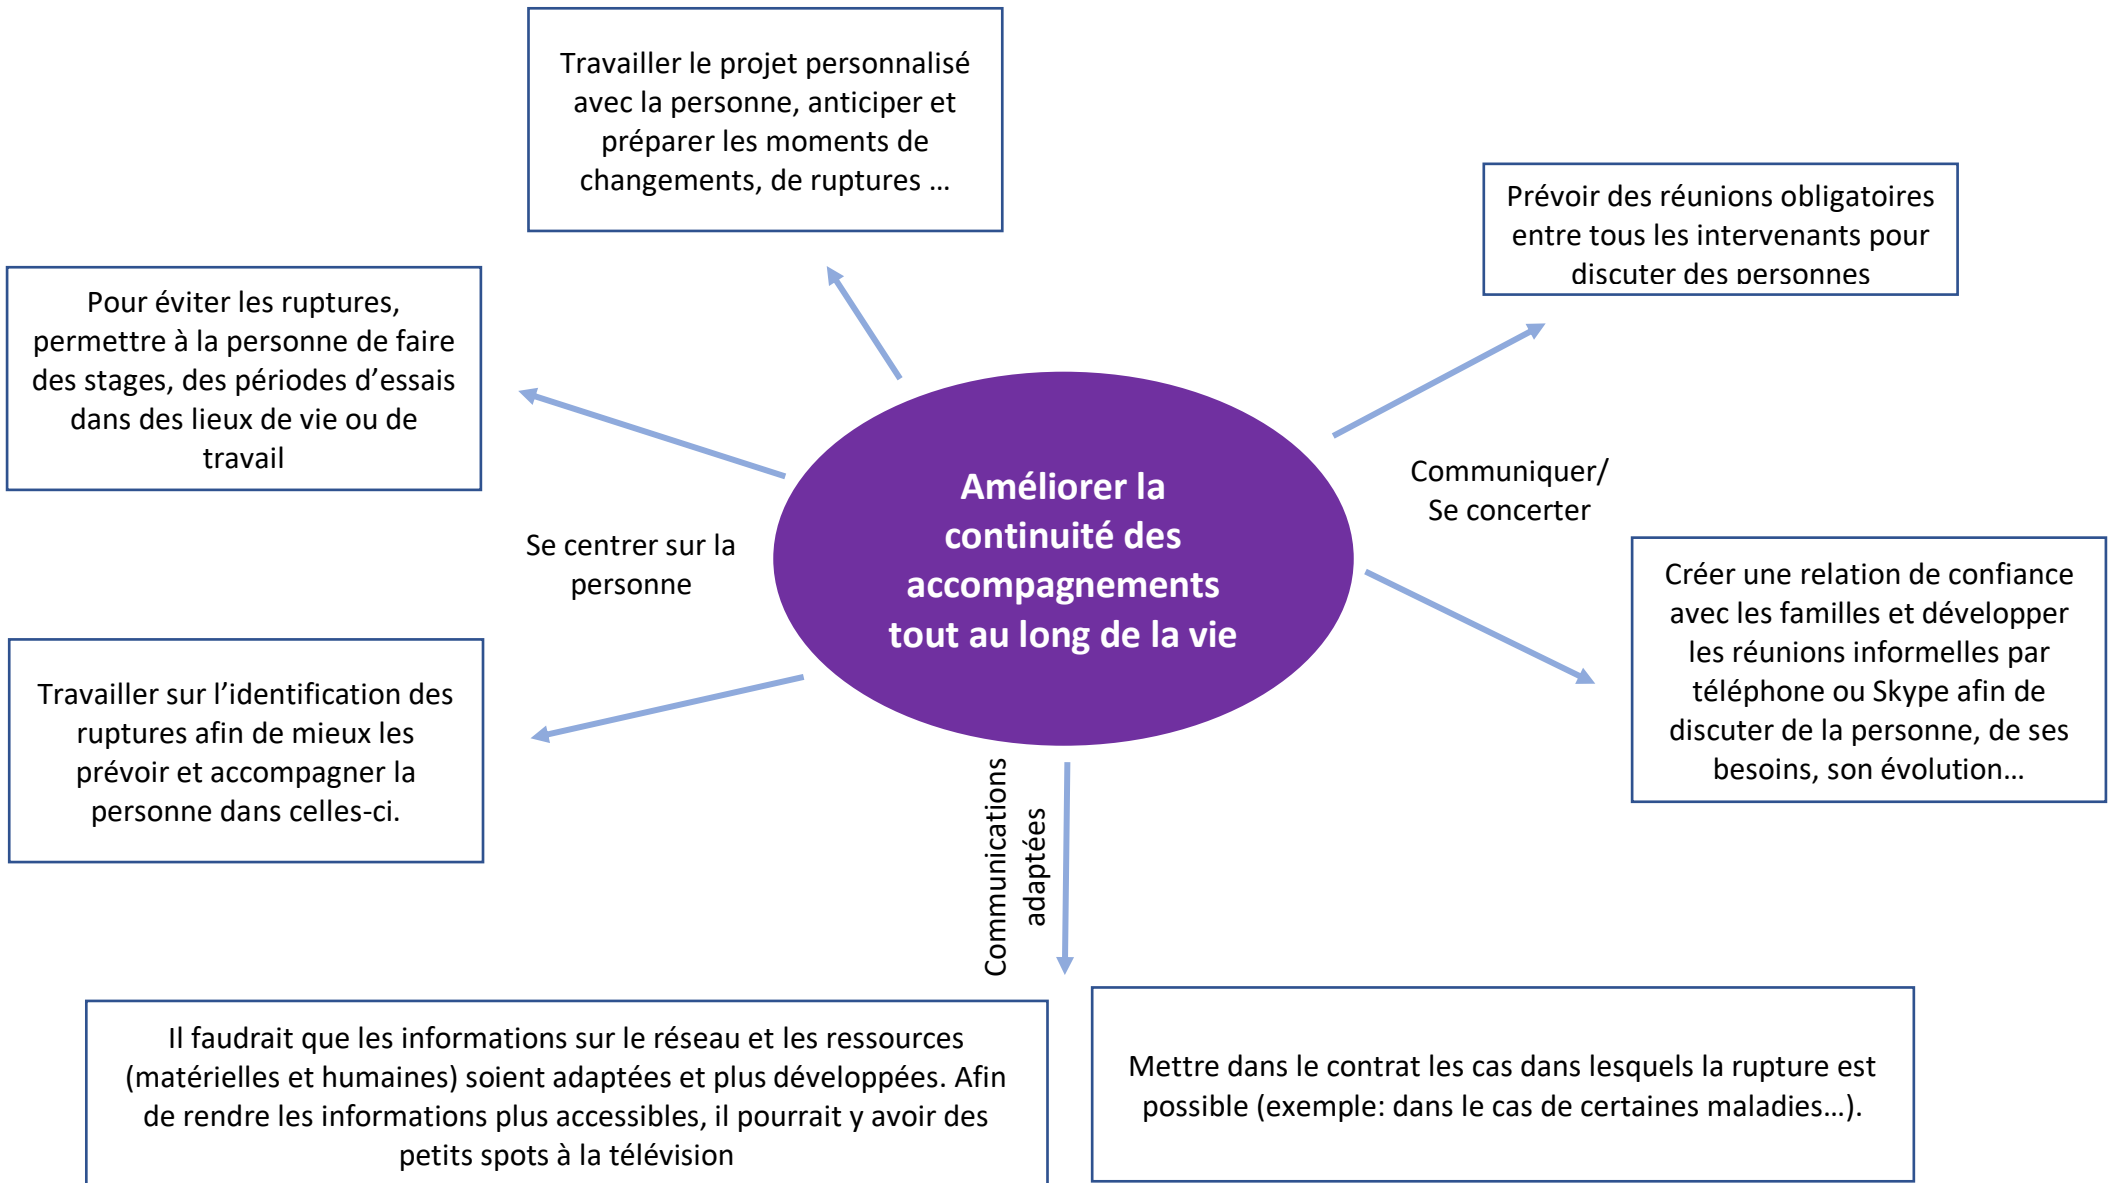 Travailler le projet personnalisé
avec la personne, anticiper et
préparer les moments de
changements, de ruptures …
Prévoir des réunions obligatoires
entre tous les intervenants pour
discuter des personnes
Pour éviter les ruptures,
permettre à la personne de faire
des stages, des périodes d’essais
dans des lieux de vie ou de
travail
Communiquer/
Se concerter
Améliorer la
continuité des
accompagnements
tout au long de la vie
Se centrer sur la
personne
Créer une relation de confiance
avec les familles et développer
les réunions informelles par
téléphone ou Skype afin de
discuter de la personne, de ses
besoins, son évolution…
Travailler sur l’identification des
ruptures afin de mieux les
prévoir et accompagner la
personne dans celles-ci.
Communications
adaptées
Il faudrait que les informations sur le réseau et les ressources
(matérielles et humaines) soient adaptées et plus développées. Afin
de rendre les informations plus accessibles, il pourrait y avoir des
petits spots à la télévision
Mettre dans le contrat les cas dans lesquels la rupture est
possible (exemple: dans le cas de certaines maladies…).